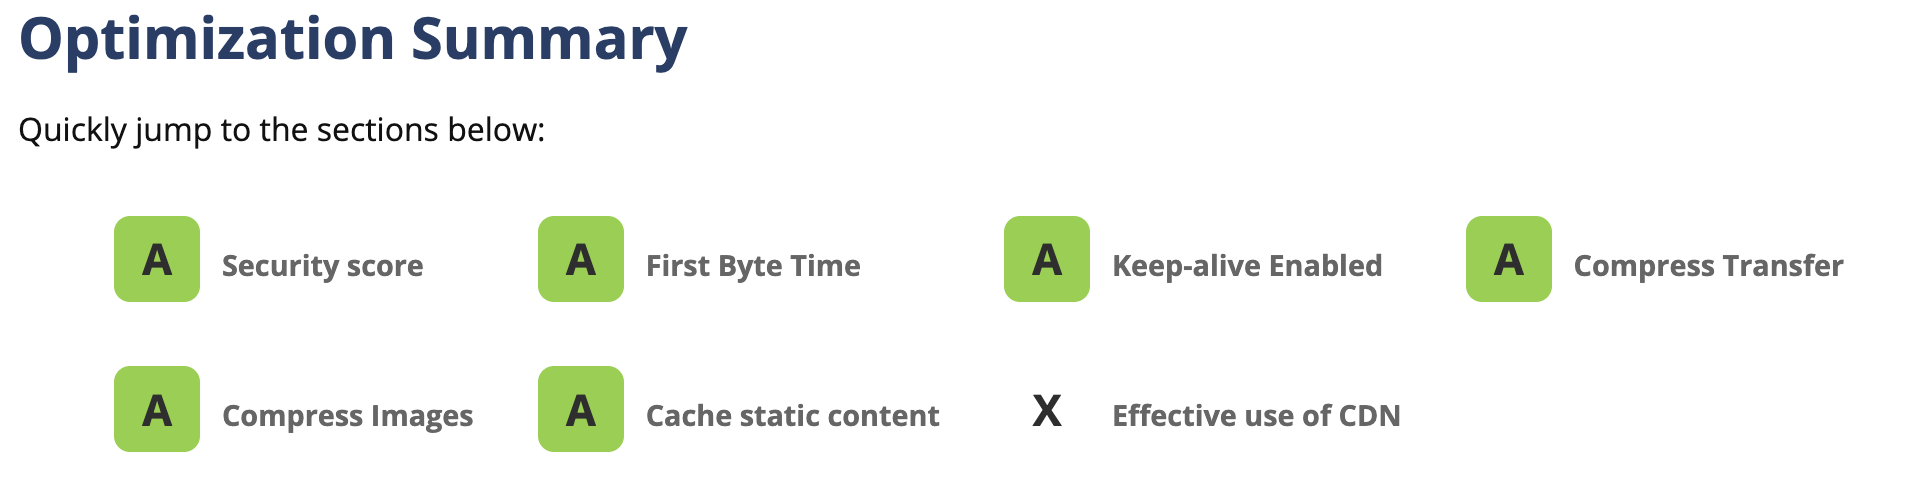 Optimization Summary
Quickly jump to the sections below:
A Security score A First Byte Time A Keep-alive Enabled A Compress Transfer
A Compress Images A Cache static content X Effective use of CDN